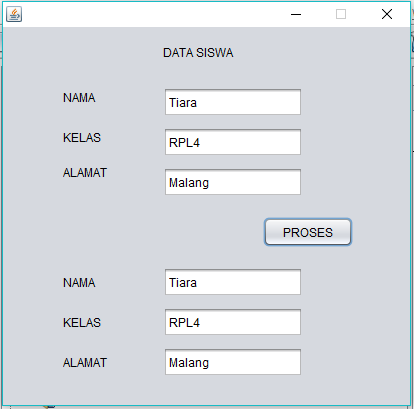 DATA SISWA
NAMA Tiara
KELAS RPL4
ALAMAT Malang
PROSES
NAMA Tiara
KELAS RPL4
ALAMAT Malang